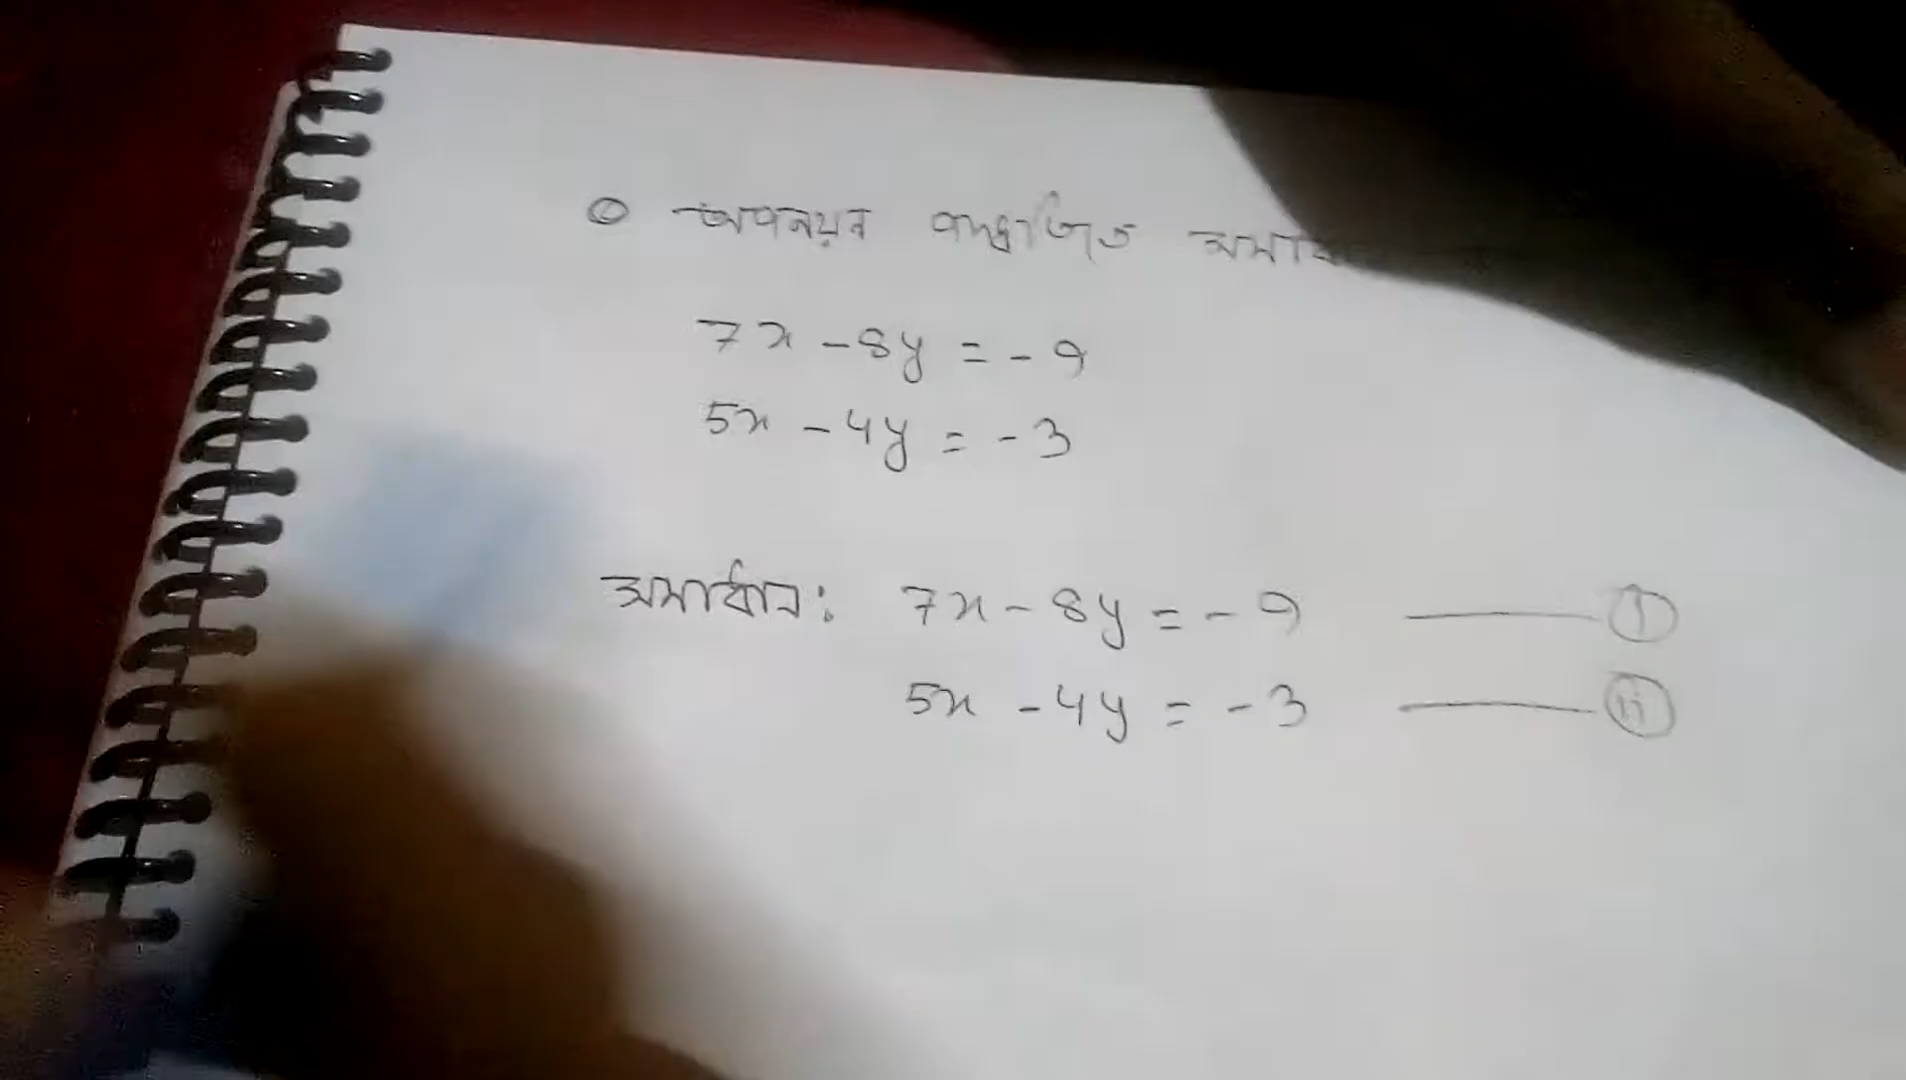 ⊙ অপনয়ন পদ্ধতিতে
7x - 8y = - 9
5x - 4y = - 3
সমাধান: 7x - 8y = - 9 ——— (i)
5x - 4y = - 3 ——— (ii)